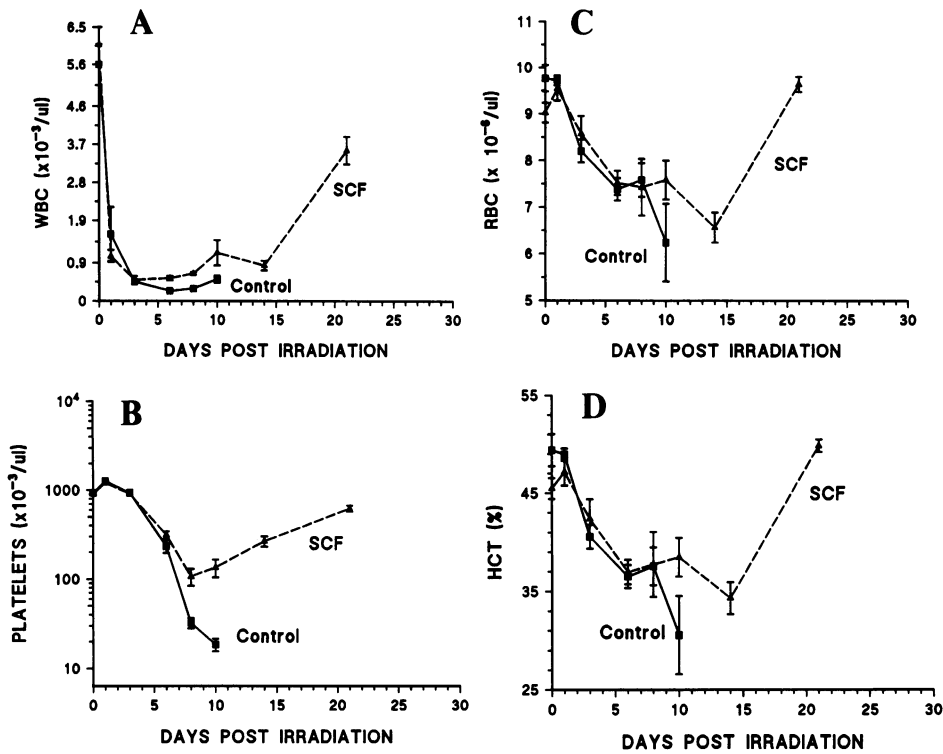 A
6.5
5.6
4.6
3.7
2.8
1.9
0.9
0
WBC (x10⁻³/ul)
SCF
Control
0 5 10 15 20 25 30
DAYS POST IRRADIATION
C
11
10
9
8
7
6
5
RBC (x 10⁻⁶/ul)
SCF
Control
0 5 10 15 20 25 30
DAYS POST IRRADIATION
B
10⁴
1000
100
10
PLATELETS (x10⁻³/ul)
SCF
Control
0 5 10 15 20 25 30
DAYS POST IRRADIATION
D
55
45
35
25
HCT (%)
SCF
Control
0 5 10 15 20 25 30
DAYS POST IRRADIATION